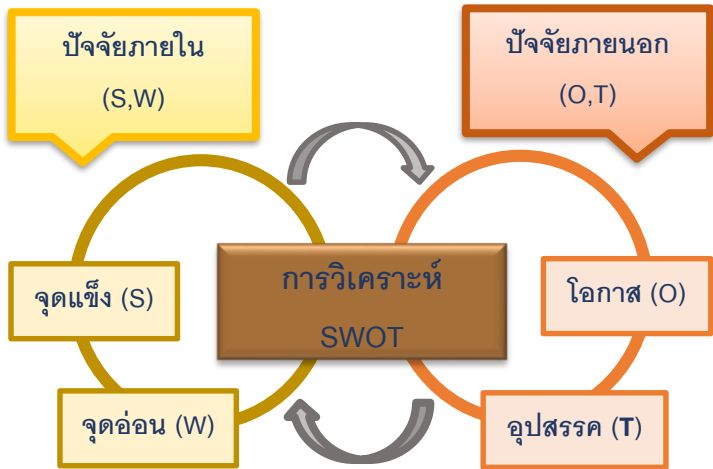 ปัจจัยภายใน
(S,W)
ปัจจัยภายนอก
(O,T)
การวิเคราะห์
SWOT
จุดแข็ง (S)
โอกาส (O)
จุดอ่อน (W)
อุปสรรค (T)